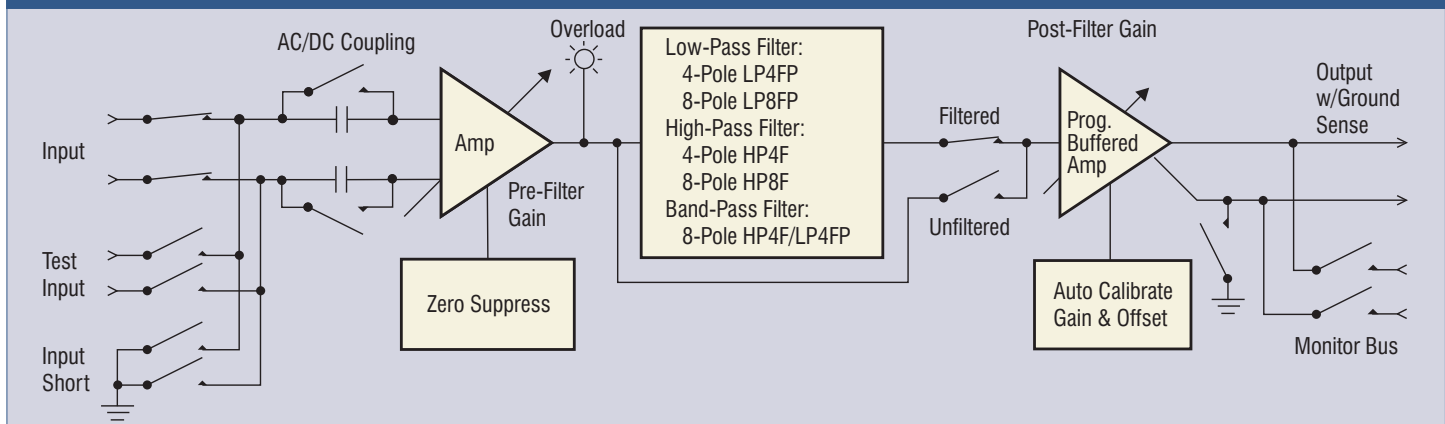 AC/DC Coupling
Overload
Post-Filter Gain
Input
Test
Input
Input
Short
Amp
Pre-Filter
Gain
Zero Suppress
Low-Pass Filter:
4-Pole LP4FP
8-Pole LP8FP
High-Pass Filter:
4-Pole HP4F
8-Pole HP8F
Band-Pass Filter:
8-Pole HP4F/LP4FP
Filtered
Unfiltered
Prog.
Buffered
Amp
Auto Calibrate
Gain & Offset
Output
w/Ground
Sense
Monitor Bus